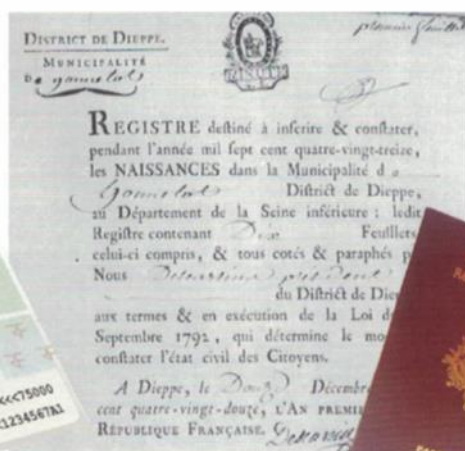 DISTRICT DE DIEPPE.
MUNICIPALITÉ
De
REGISTRE deſtiné à inſcrire & conſtater,
pendant l'année mil ſept cent quatre-vingt-treize,
les NAISSANCES dans la Municipalité d e
Diſtrict de Dieppe,
au Département de la Seine inférieure : ledit
Regiſtre contenant Dix Feuillets,
celui-ci compris, & tous cotés & paraphés p
Nous président
du Diſtrict de Die
aux termes & en exécution de la Loi d
Septembre 1792, qui détermine le mo
conſtater l'état civil des Citoyens.
A Dieppe, le Douze Décembr
cent quatre-vingt-douze, L'AN PREMI
RÉPUBLIQUE FRANÇAISE.
<<<75000
1234567A1